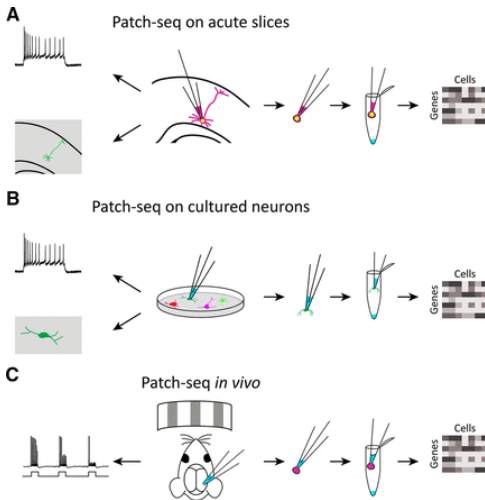 A
Patch-seq on acute slices
Cells
Genes
B
Patch-seq on cultured neurons
Cells
Genes
C
Patch-seq in vivo
Cells
Genes